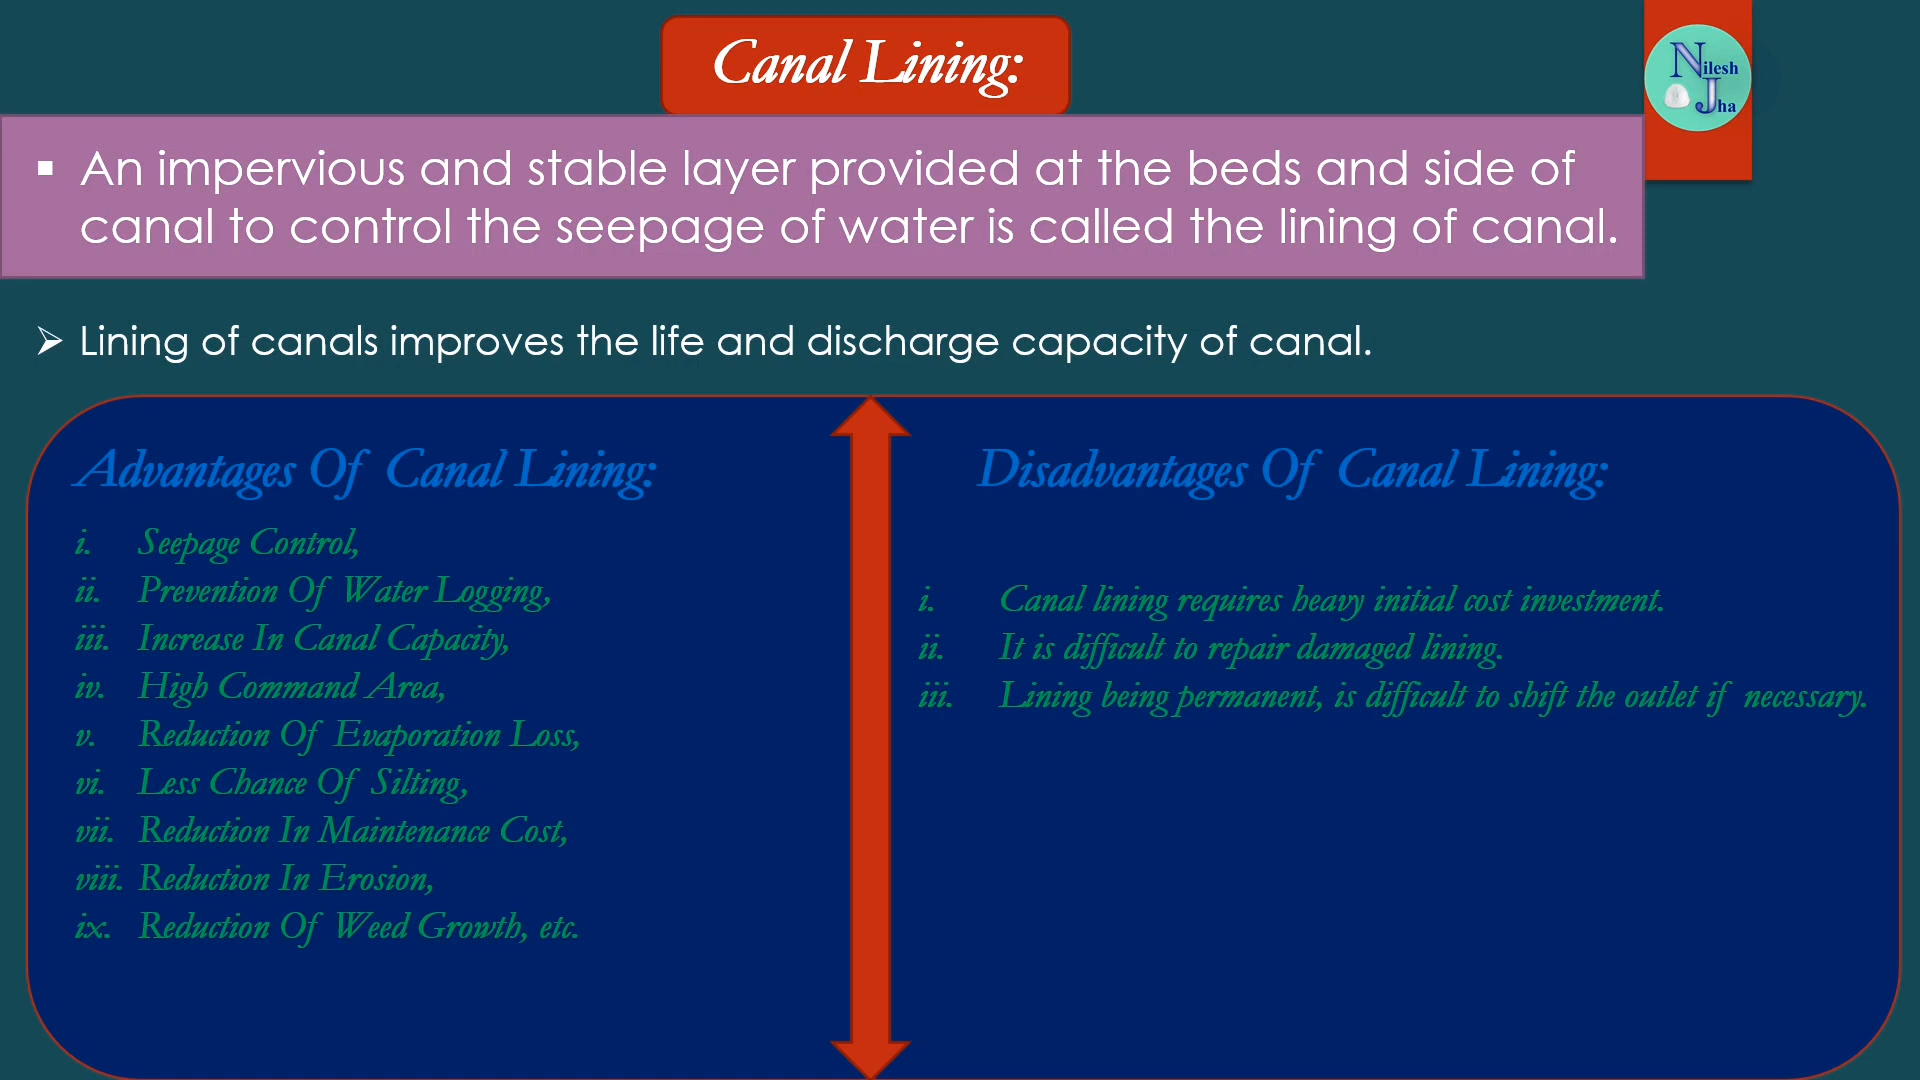 Canal Lining:
Nilesh
Jha
▪ An impervious and stable layer provided at the beds and side of
canal to control the seepage of water is called the lining of canal.
➢ Lining of canals improves the life and discharge capacity of canal.
Advantages Of Canal Lining:
i. Seepage Control,
ii. Prevention Of Water Logging,
iii. Increase In Canal Capacity,
iv. High Command Area,
v. Reduction Of Evaporation Loss,
vi. Less Chance Of Silting,
vii. Reduction In Maintenance Cost,
viii. Reduction In Erosion,
ix. Reduction Of Weed Growth, etc.
Disadvantages Of Canal Lining:
i. Canal lining requires heavy initial cost investment.
ii. It is difficult to repair damaged lining.
iii. Lining being permanent, is difficult to shift the outlet if necessary.